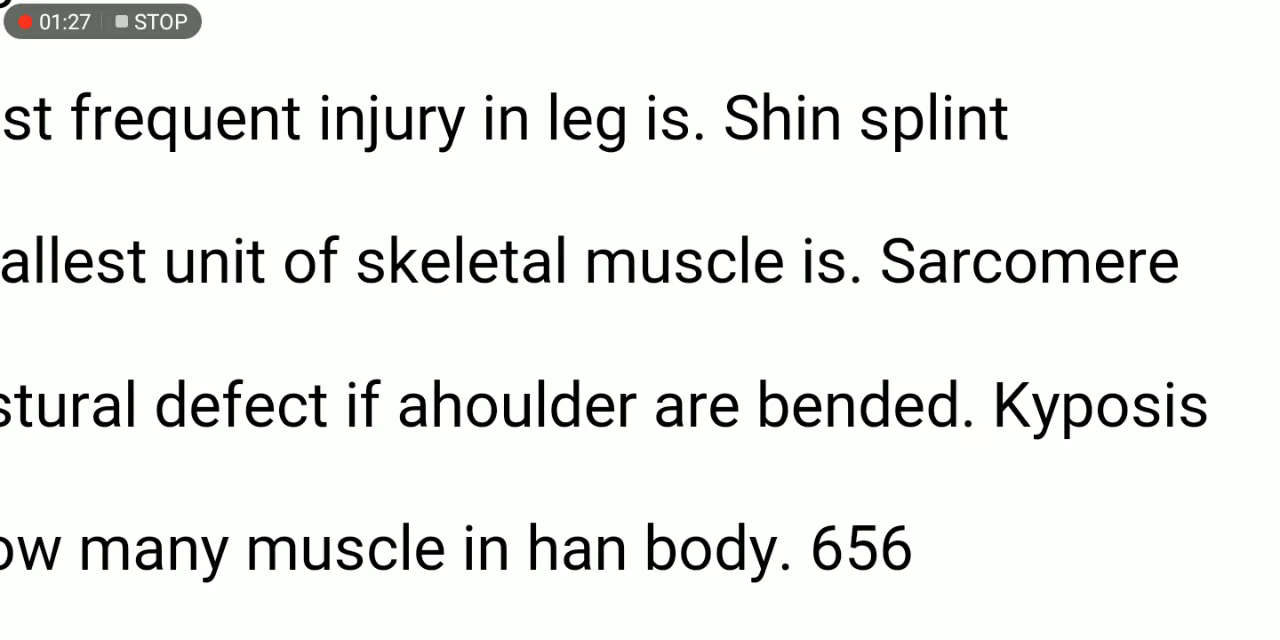 01:27 STOP
st frequent injury in leg is. Shin splint
allest unit of skeletal muscle is. Sarcomere
stural defect if ahoulder are bended. Kyposis
ow many muscle in han body. 656